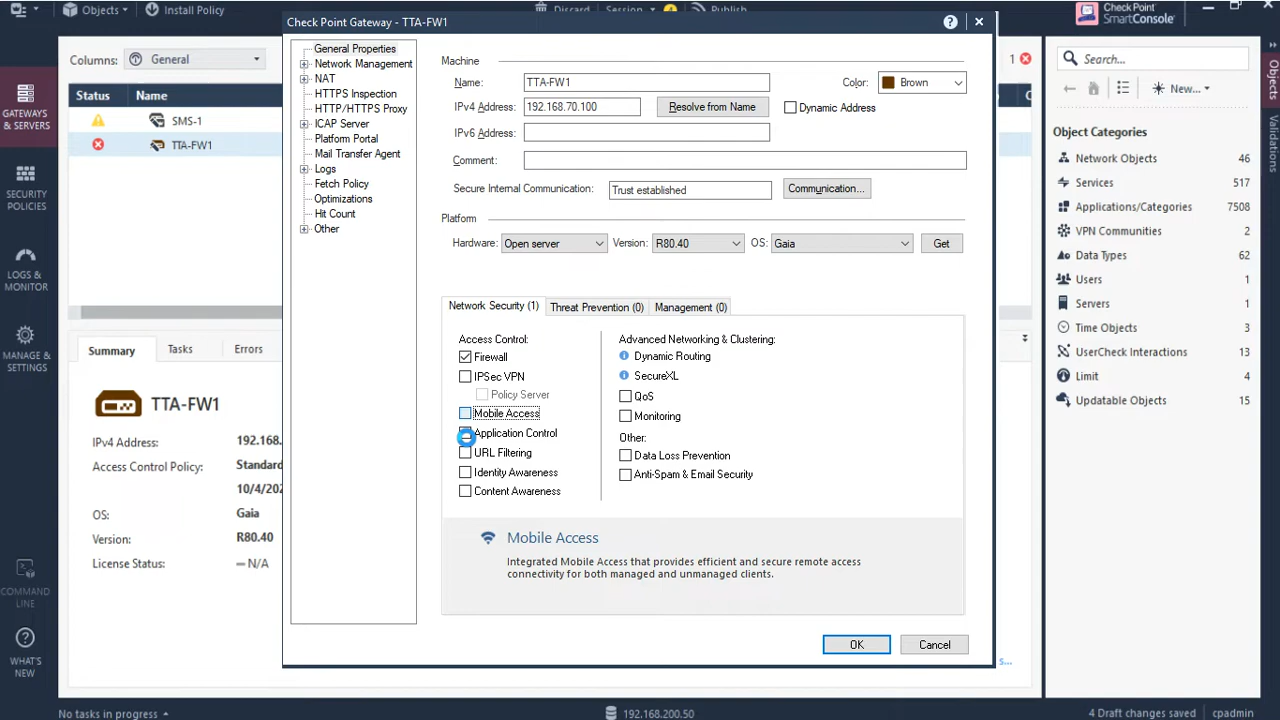 Objects
Install Policy
Discard
Session
Publish
Check Point
SmartConsole
Check Point Gateway - TTA-FW1
Columns:
General
Status
Name
SMS-1
TTA-FW1
GATEWAYS
& SERVERS
SECURITY
POLICIES
LOGS &
MONITOR
MANAGE &
SETTINGS
COMMAND
LINE
WHAT'S
NEW
Summary
Tasks
Errors
TTA-FW1
IPv4 Address:
192.168.
Access Control Policy:
Standard
10/4/202
OS:
Gaia
Version:
R80.40
License Status:
N/A
General Properties
Network Management
NAT
HTTPS Inspection
HTTP/HTTPS Proxy
ICAP Server
Platform Portal
Mail Transfer Agent
Logs
Fetch Policy
Optimizations
Hit Count
Other
Machine
Name:
TTA-FW1
Color:
Brown
IPv4 Address:
192.168.70.100
Resolve from Name
Dynamic Address
IPv6 Address:
Comment:
Secure Internal Communication:
Trust established
Communication...
Platform
Hardware:
Open server
Version:
R80.40
OS:
Gaia
Get
Network Security (1)
Threat Prevention (0)
Management (0)
Access Control:
Firewall
IPSec VPN
Policy Server
Mobile Access
Application Control
URL Filtering
Identity Awareness
Content Awareness
Advanced Networking & Clustering:
Dynamic Routing
SecureXL
QoS
Monitoring
Other:
Data Loss Prevention
Anti-Spam & Email Security
Mobile Access
Integrated Mobile Access that provides efficient and secure remote access
connectivity for both managed and unmanaged clients.
OK
Cancel
1
Search...
New...
Object Categories
Network Objects 46
Services 517
Applications/Categories 7508
VPN Communities 2
Data Types 62
Users 1
Servers 1
Time Objects 3
UserCheck Interactions 13
Limit 4
Updatable Objects 2
Objects
Validations
No tasks in progress
192.168.200.50
4 Draft changes saved
cpadmin